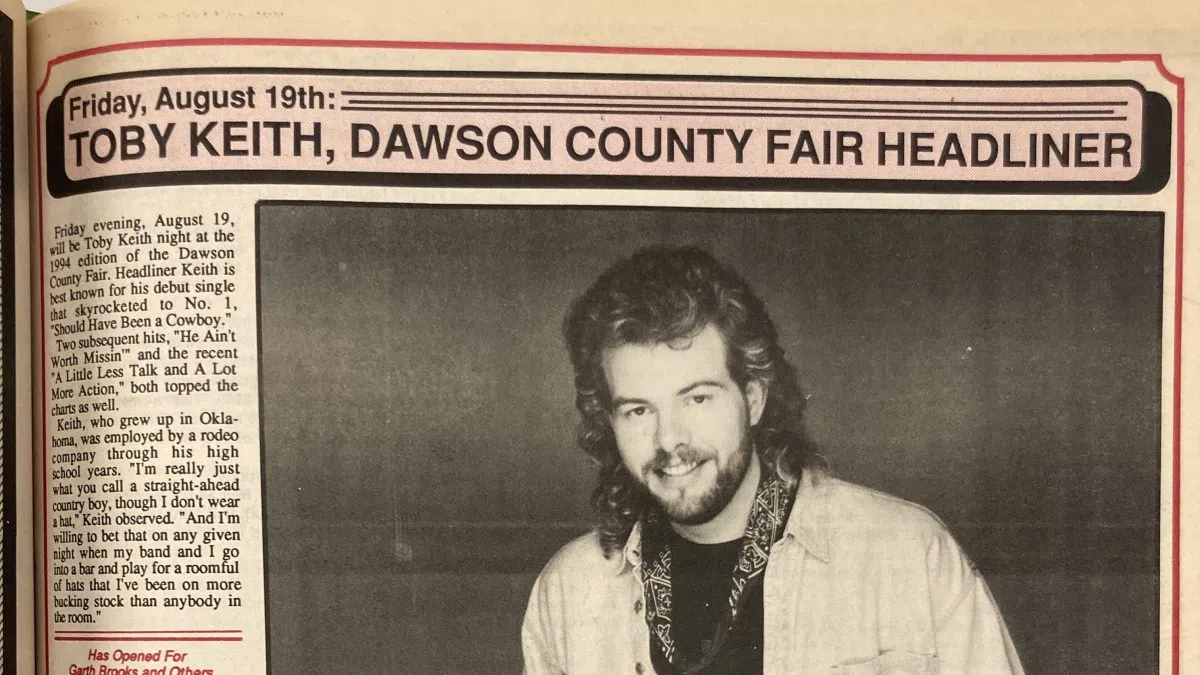 Friday, August 19th:
TOBY KEITH, DAWSON COUNTY FAIR HEADLINER
Friday evening, August 19,
will be Toby Keith night at the
1994 edition of the Dawson
County Fair. Headliner Keith is
best known for his debut single
that skyrocketed to No. 1,
"Should Have Been a Cowboy."
Two subsequent hits, "He Ain't
Worth Missin'" and the recent
"A Little Less Talk and A Lot
More Action," both topped the
charts as well.
Keith, who grew up in Okla-
homa, was employed by a rodeo
company through his high
school years. "I'm really just
what you call a straight-ahead
country boy, though I don't wear
a hat," Keith observed. "And I'm
willing to bet that on any given
night when my band and I go
into a bar and play for a roomful
of hats that I've been on more
bucking stock than anybody in
the room."
Has Opened For
Garth Brooks and Others